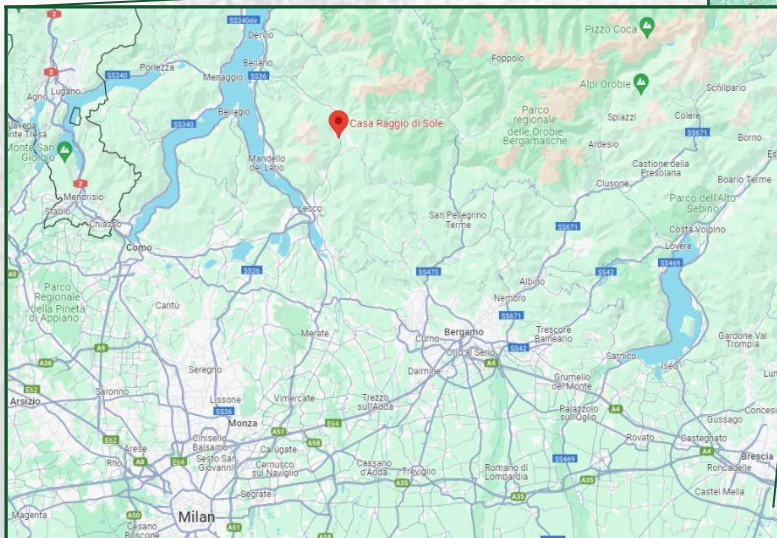 SS340dir
Dervio
Pizzo Coca
Foppolo
2
SS340
Porlezza
Bellano
Menaggio
SS36
Alpi Orobie
Schilpario
Lugano
Agno
Bellagio
Casa Raggio di Sole
Parco
regionale
delle Orobie
Bergamasche
Spiazzi
Colere
SS671
Ardesio
Borno
Monte San
Giorgio
SS340
Mandello
del Lario
Castione della
Presolana
Boario Terme
2
Mendrisio
Stabio
Chiasso
Clusone
Parco dell'Alto
Sebino
Lecco
San Pellegrino
Terme
SS671
Costa Volpino
Lovere
Como
SS36
SS470
Albino
SS42
SS469
Parco
Regionale
della Pineta
di Appiano
Cantù
Nembro
SS671
Merate
Bergamo
Trescore
Balneario
Gardone Val
Trompia
A9
Curno
Orio al Serio
SS42
Sarnico
Iseo
A36
Seregno
Dalmine
A4
Grumello
del Monte
E62
Saronno
Lissone
Vimercate
Trezzo
sull'Adda
Palazzolo
sull'Oglio
A4
Gussago
Arsizio
SS36
Monza
A51
E64
Rovato
Castegnato
E62
Arese
Cinisello
Balsamo
Carugate
A58
Brescia
Rho
A8
E64
Sesto San
Giovanni
Cernusco
sul Naviglio
Cassano
d'Adda
Treviglio
Romano di
Lombardia
SS469
A4
Roncadelle
Segrate
A35
A35
A35
Castel Mella
Magenta
A50
Milan
A51
Cesano
Boscone